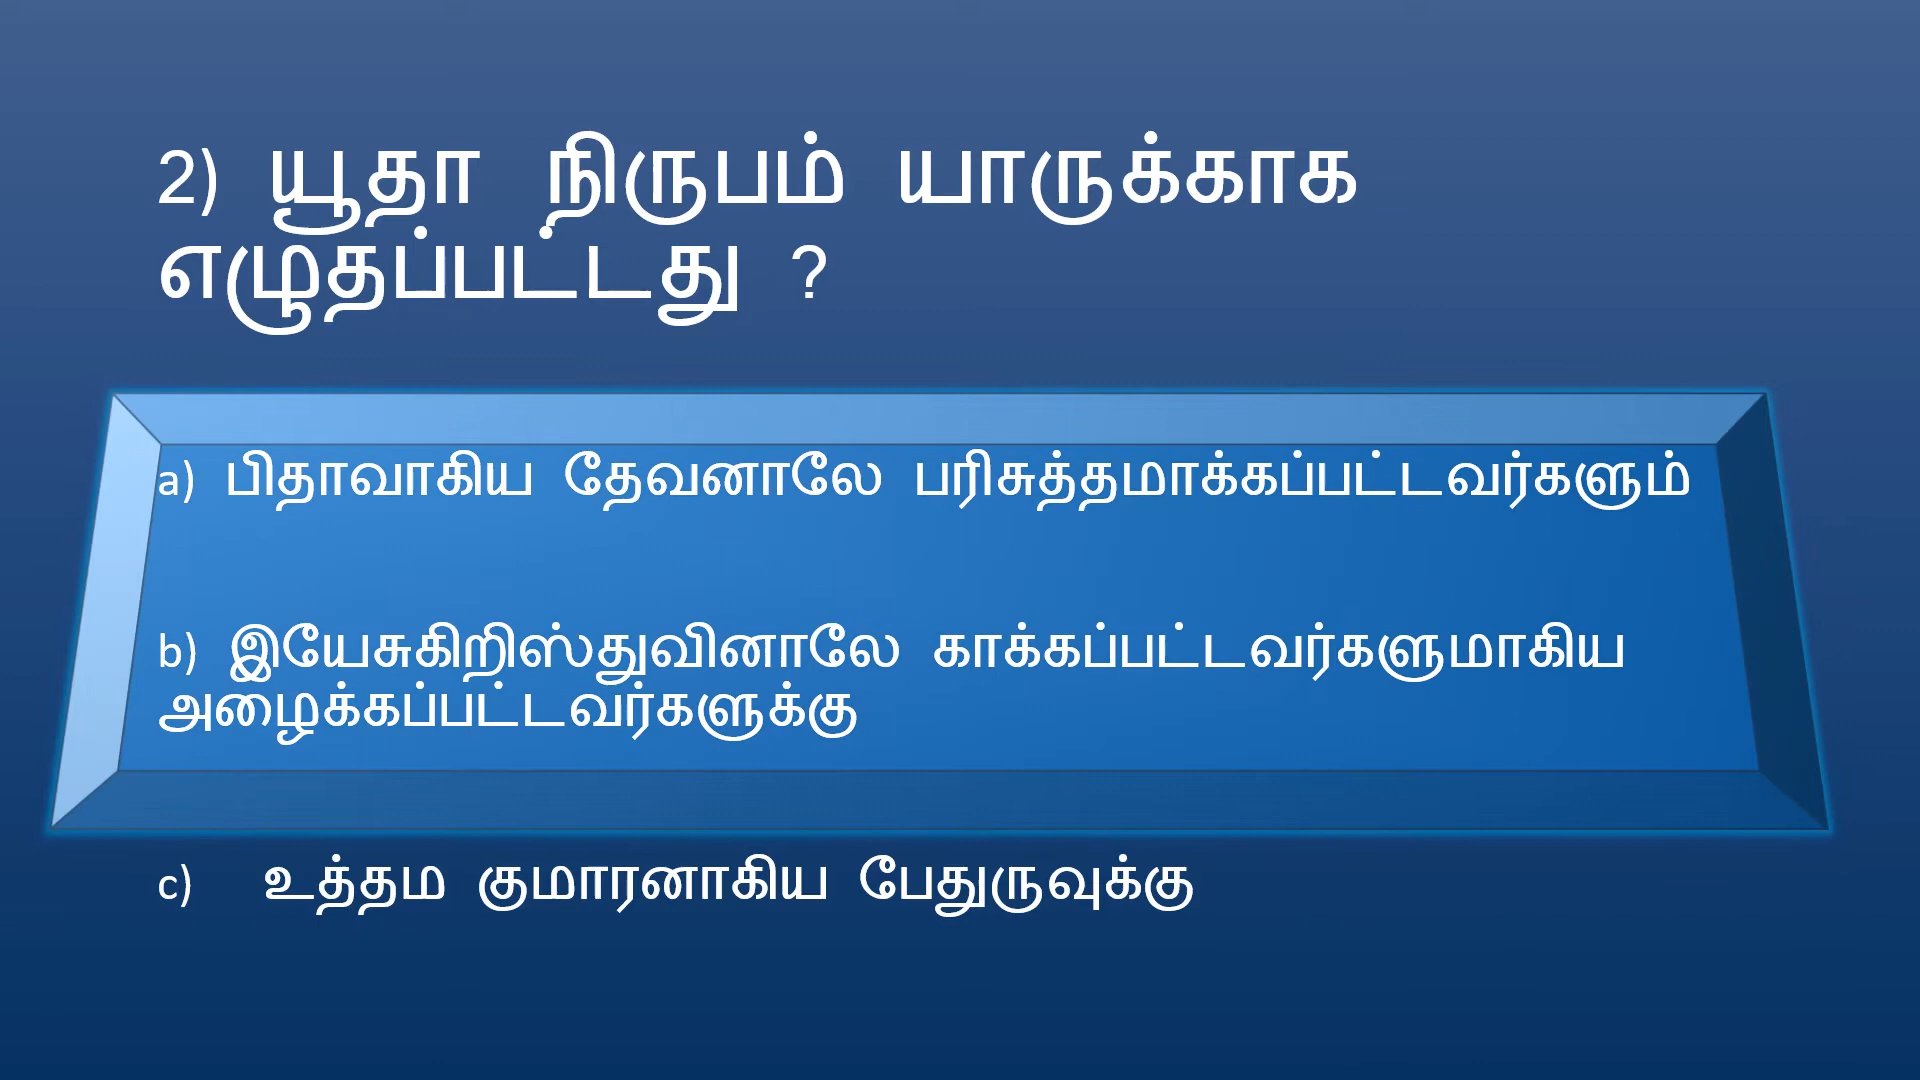 2) யூதா நிருபம் யாருக்காக
எழுதப்பட்டது ?
a) பிதாவாகிய தேவனாலே பரிசுத்தமாக்கப்பட்டவர்களும்
b) இயேசுகிறிஸ்துவினாலே காக்கப்பட்டவர்களுமாகிய
அழைக்கப்பட்டவர்களுக்கு
c) உத்தம குமாரனாகிய பேதுருவுக்கு